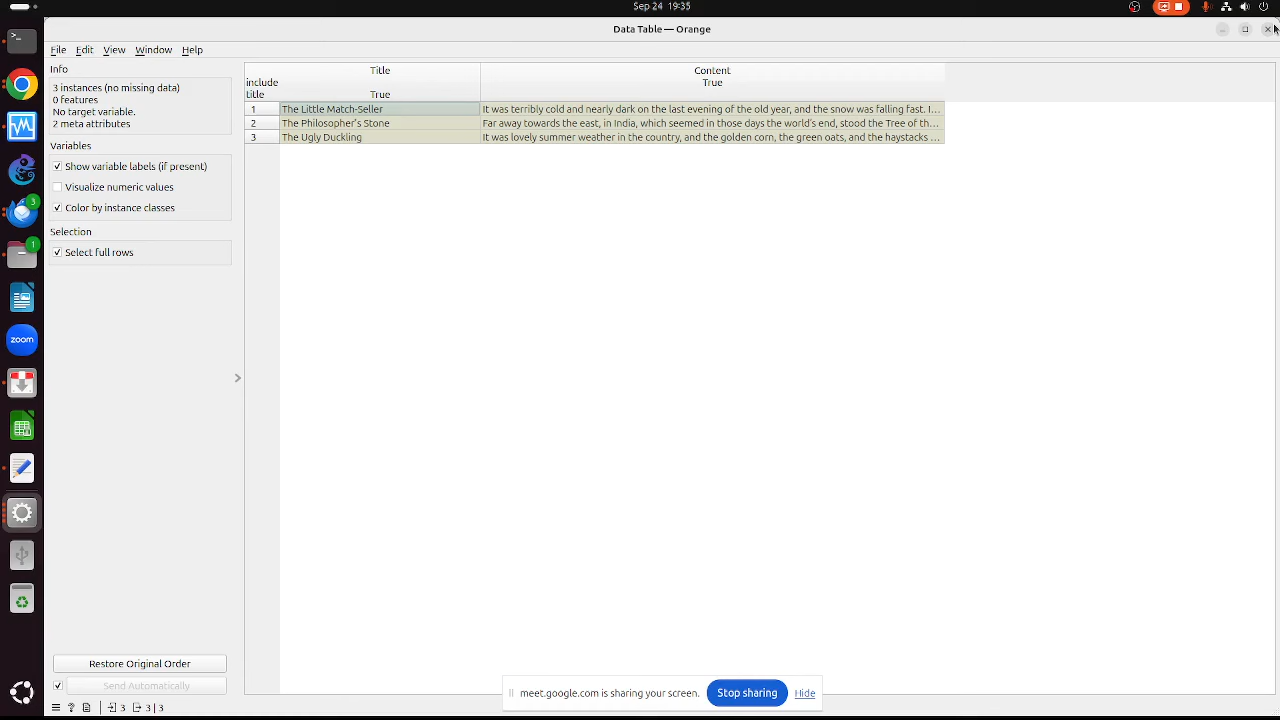 Sep 24 19:35
Data Table — Orange
File Edit View Window Help
Info
3 instances (no missing data)
0 features
No target variable.
2 meta attributes
Variables
Show variable labels (if present)
Visualize numeric values
Color by instance classes
Selection
Select full rows
Title Content
include True
title True
1 The Little Match-Seller It was terribly cold and nearly dark on the last evening of the old year, and the snow was falling fast. I...
2 The Philosopher's Stone Far away towards the east, in India, which seemed in those days the world's end, stood the Tree of th...
3 The Ugly Duckling It was lovely summer weather in the country, and the golden corn, the green oats, and the haystacks ...
3
1
zoom
Restore Original Order
Send Automatically
meet.google.com is sharing your screen. Stop sharing Hide
3 3 | 3